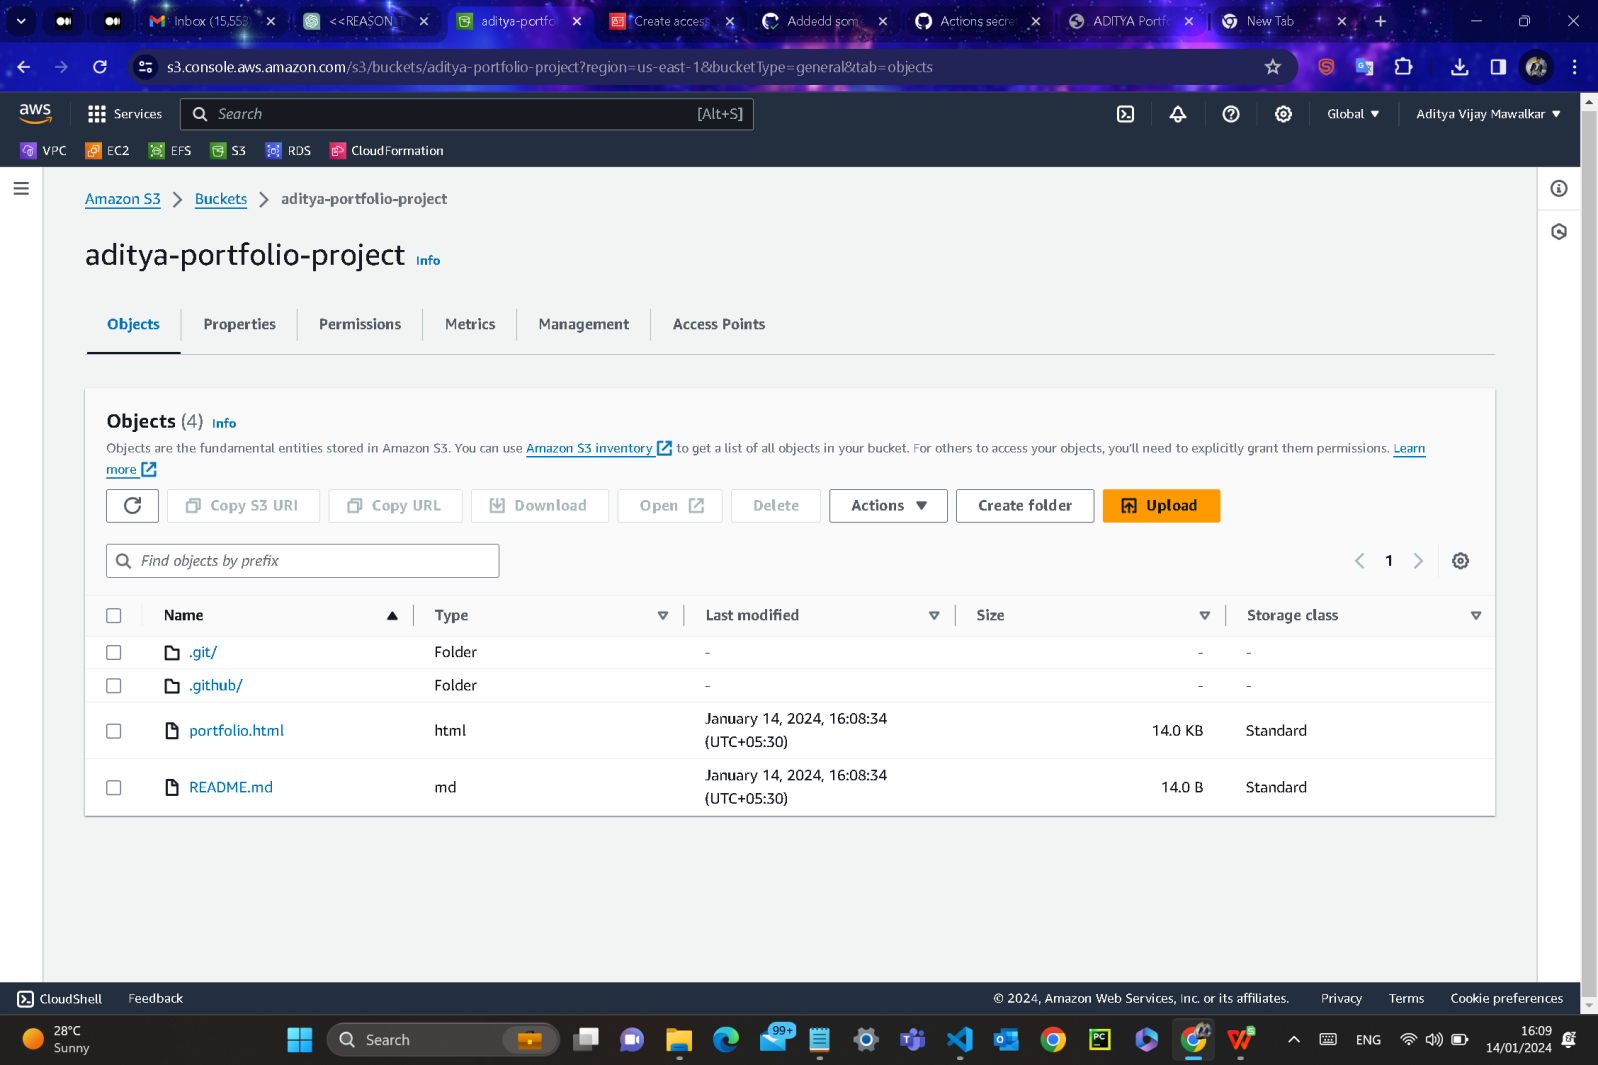 Inbox (15,553
<<REASON
aditya-portfo
Create acces
Addedd som
Actions secre
ADITYA Portf
New Tab
s3.console.aws.amazon.com/s3/buckets/aditya-portfolio-project?region=us-east-1&bucketType=general&tab=objects
aws
Services
Search
[Alt+S]
Global
Aditya Vijay Mawalkar
VPC
EC2
EFS
S3
RDS
CloudFormation
Amazon S3
Buckets
aditya-portfolio-project
aditya-portfolio-project Info
Objects
Properties
Permissions
Metrics
Management
Access Points
Objects (4) Info
Objects are the fundamental entities stored in Amazon S3. You can use Amazon S3 inventory to get a list of all objects in your bucket. For others to access your objects, you'll need to explicitly grant them permissions. Learn
more
Copy S3 URI
Copy URL
Download
Open
Delete
Actions
Create folder
Upload
Find objects by prefix
1
Name Type Last modified Size Storage class
.git/ Folder - - -
.github/ Folder - - -
portfolio.html html January 14, 2024, 16:08:34 14.0 KB Standard
(UTC+05:30)
README.md md January 14, 2024, 16:08:34 14.0 B Standard
(UTC+05:30)
CloudShell
Feedback
© 2024, Amazon Web Services, Inc. or its affiliates.
Privacy
Terms
Cookie preferences
28°C
Sunny
Search
99+
ENG
16:09
14/01/2024